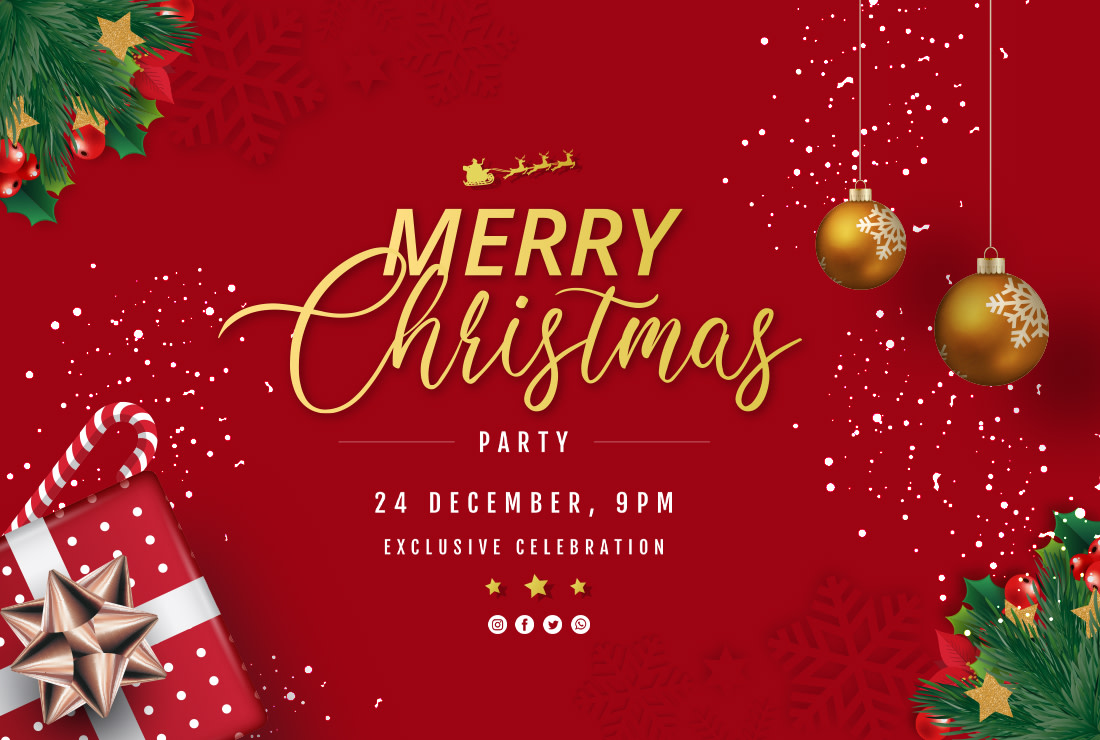 MERRY
Christmas
PARTY
24 DECEMBER, 9PM
EXCLUSIVE CELEBRATION